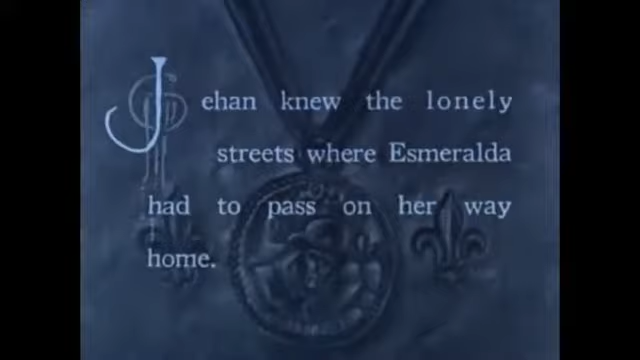 Jehan knew the lonely
streets where Esmeralda
had to pass on her way
home.